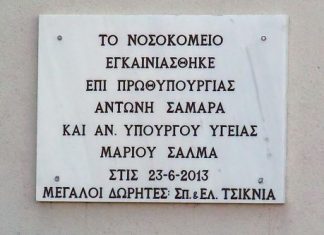 ΤΟ ΝΟΣΟΚΟΜΕΙΟ
ΕΓΚΑΙΝΙΑΣΘΗΚΕ
ΕΠΙ ΠΡΩΘΥΠΟΥΡΓΙΑΣ
ΑΝΤΩΝΗ ΣΑΜΑΡΑ
ΚΑΙ ΑΝ. ΥΠΟΥΡΓΟΥ ΥΓΕΙΑΣ
ΜΑΡΙΟΥ ΣΑΛΜΑ
ΣΤΙΣ 23-6-2013
ΜΕΓΑΛΟΙ ΔΩΡΗΤΕΣ: ΣΠ. & ΕΛ. ΤΣΙΚΝΙΑ